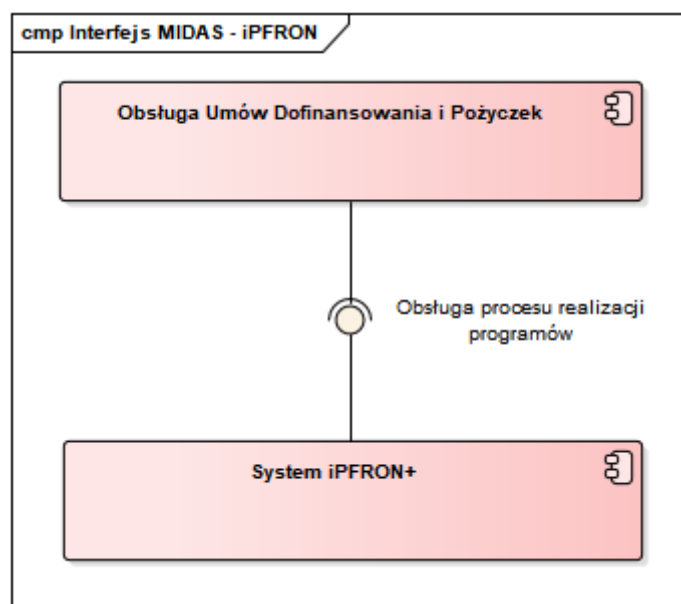 cmp Interfejs MIDAS - iPFRON
Obsługa Umów Dofinansowania i Pożyczek
Obsługa procesu realizacji
programów
System iPFRON+